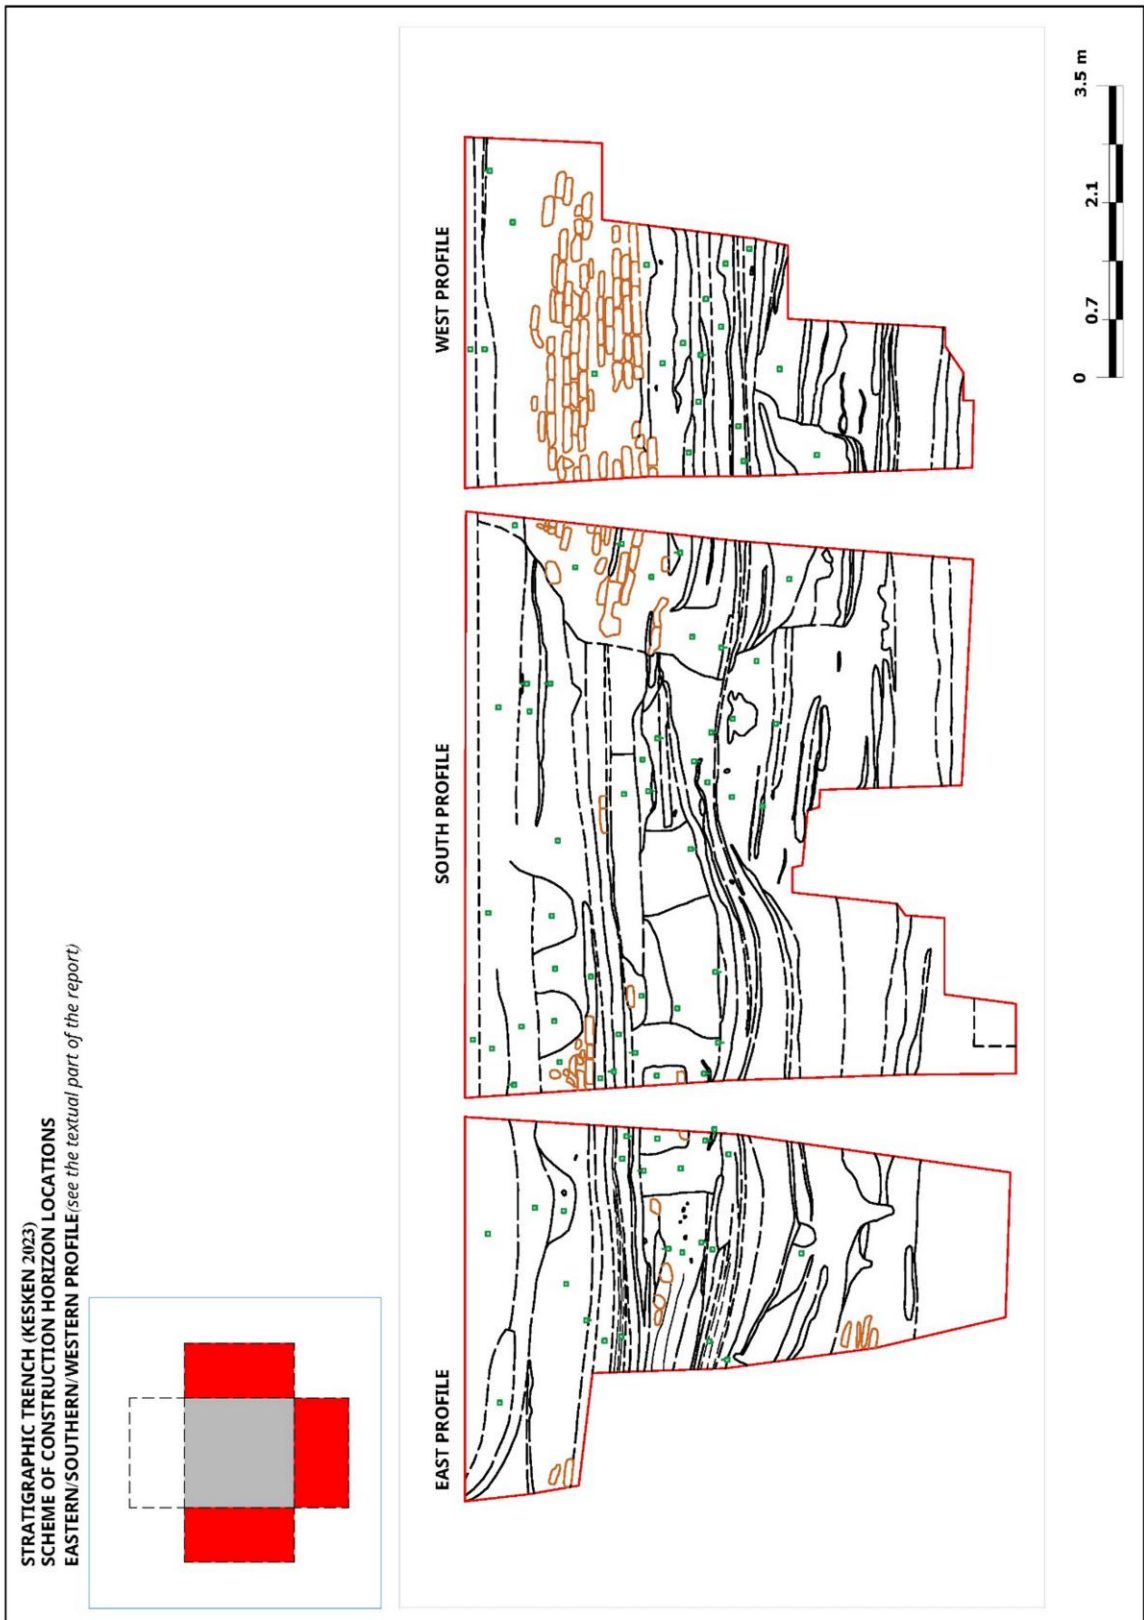 STRATIGRAPHIC TRENCH (KESKEN 2023)
SCHEME OF CONSTRUCTION HORIZON LOCATIONS
EASTERN/SOUTHERN/WESTERN PROFILE (see the textual part of the report)
EAST PROFILE
SOUTH PROFILE
WEST PROFILE
0 0.7 2.1 3.5 m